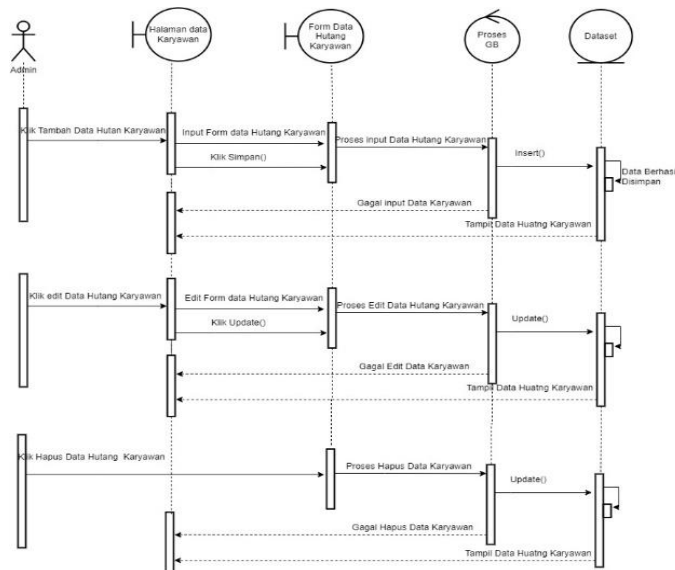 Halaman data
Karyawan
Form Data
Hutang
Karyawan
Proses
GB
Dataset
Admin
Klik Tambah Data Hutan Karyawan
Input Form data Hutang Karyawan
Proses input Data Hutang Karyawan
Klik Simpan()
Insert()
Data Berhasi
Disimpan
Gagal input Data Karyawan
Tampil Data Huatng Karyawan
Klik edit Data Hutang Karyawan
Edit Form data Hutang Karyawan
Proses Edit Data Hutang Karyawan
Klik Update()
Update()
Gagal Edit Data Karyawan
Tampil Data Huatng Karyawan
Klik Hapus Data Hutang Karyawan
Proses Hapus Data Karyawan
Update()
Gagal Hapus Data Karyawan
Tampil Data Huatng Karyawan